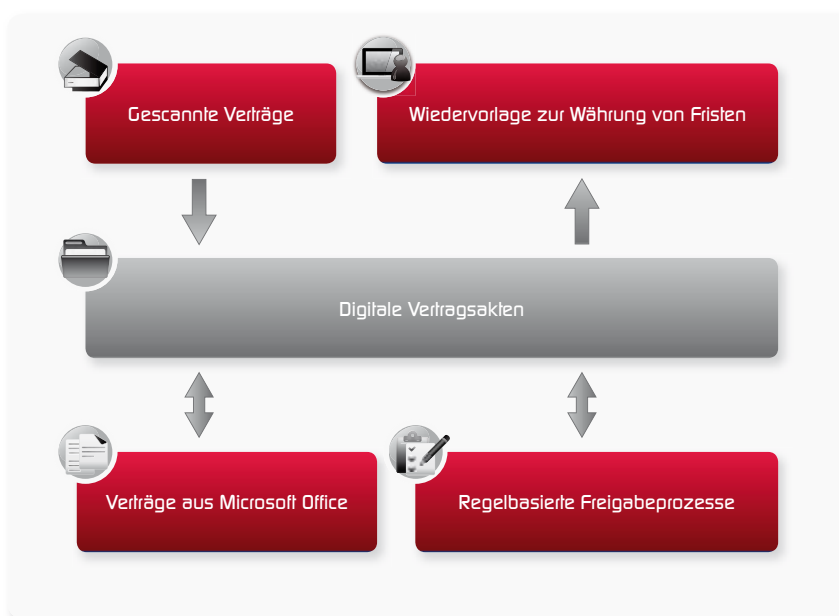 Gescannte Verträge
Wiedervorlage zur Währung von Fristen
Digitale Vertragsakten
Verträge aus Microsoft Office
Regelbasierte Freigabeprozesse